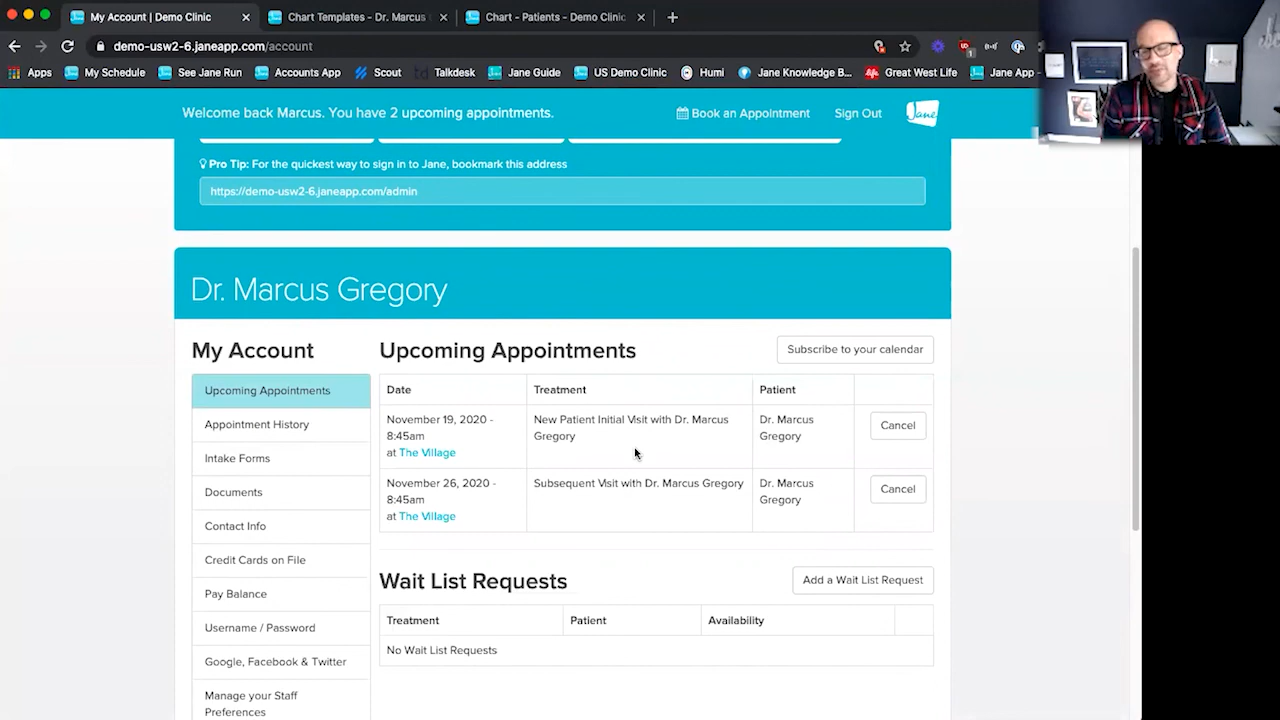 My Account | Demo Clinic
Chart Templates - Dr. Marcus
Chart - Patients - Demo Clinic
demo-usw2-6.janeapp.com/account
Apps
My Schedule
See Jane Run
Accounts App
Scout
Talkdesk
Jane Guide
US Demo Clinic
Humi
Jane Knowledge B...
Great West Life
Jane App -
Welcome back Marcus. You have 2 upcoming appointments.
Book an Appointment
Sign Out
Jane
Pro Tip: For the quickest way to sign in to Jane, bookmark this address
https://demo-usw2-6.janeapp.com/admin
Dr. Marcus Gregory
My Account
Upcoming Appointments
Appointment History
Intake Forms
Documents
Contact Info
Credit Cards on File
Pay Balance
Username / Password
Google, Facebook & Twitter
Manage your Staff
Preferences
Upcoming Appointments
Subscribe to your calendar
Date
Treatment
Patient
November 19, 2020 -
8:45am
at The Village
New Patient Initial Visit with Dr. Marcus
Gregory
Dr. Marcus
Gregory
Cancel
November 26, 2020 -
8:45am
at The Village
Subsequent Visit with Dr. Marcus Gregory
Dr. Marcus
Gregory
Cancel
Wait List Requests
Add a Wait List Request
Treatment
Patient
Availability
No Wait List Requests